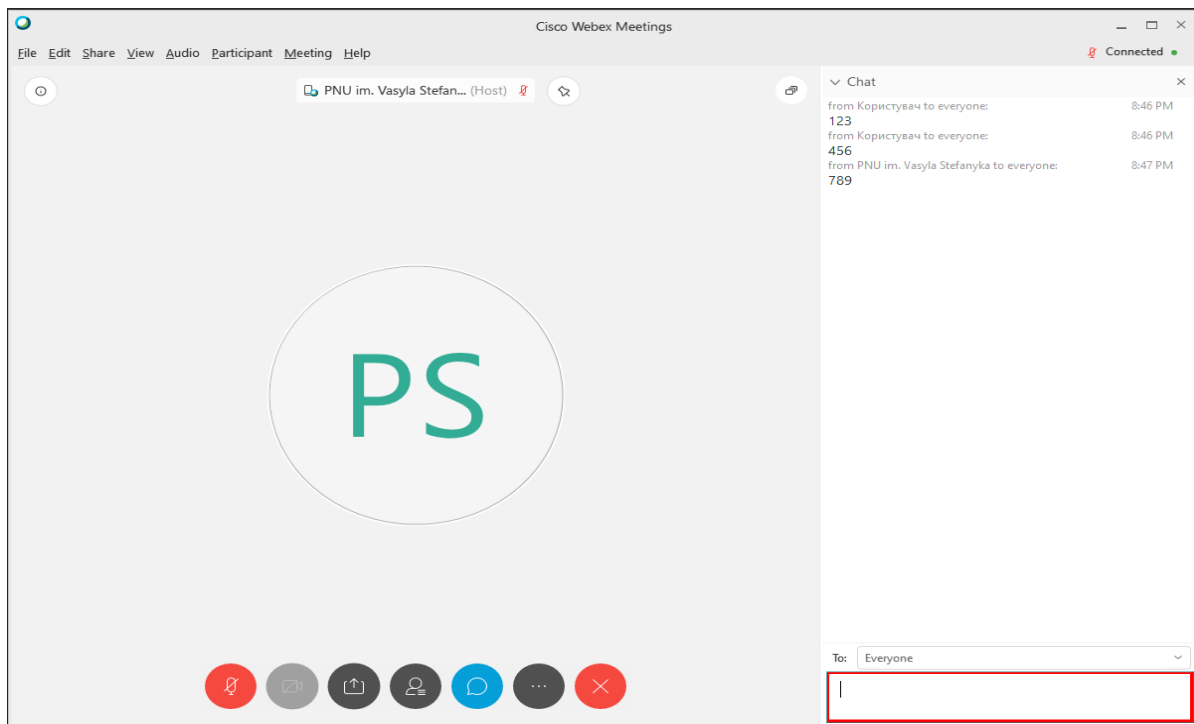 Cisco Webex Meetings
File Edit Share View Audio Participant Meeting Help
Connected
PNU im. Vasyla Stefan... (Host)
Chat
from Користувач to everyone: 8:46 PM
123
from Користувач to everyone: 8:46 PM
456
from PNU im. Vasyla Stefanyka to everyone: 8:47 PM
789
PS
To: Everyone